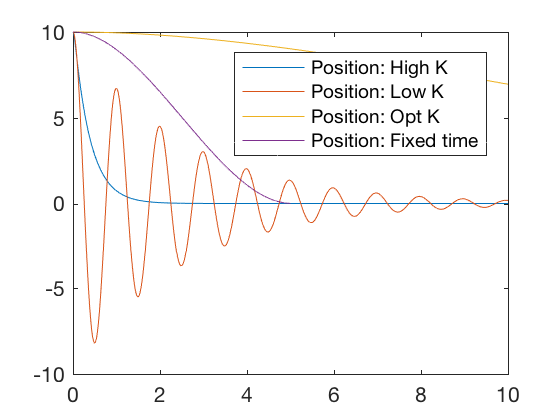 10
5
0
-5
-10
Position: High K
Position: Low K
Position: Opt K
Position: Fixed time
0 2 4 6 8 10